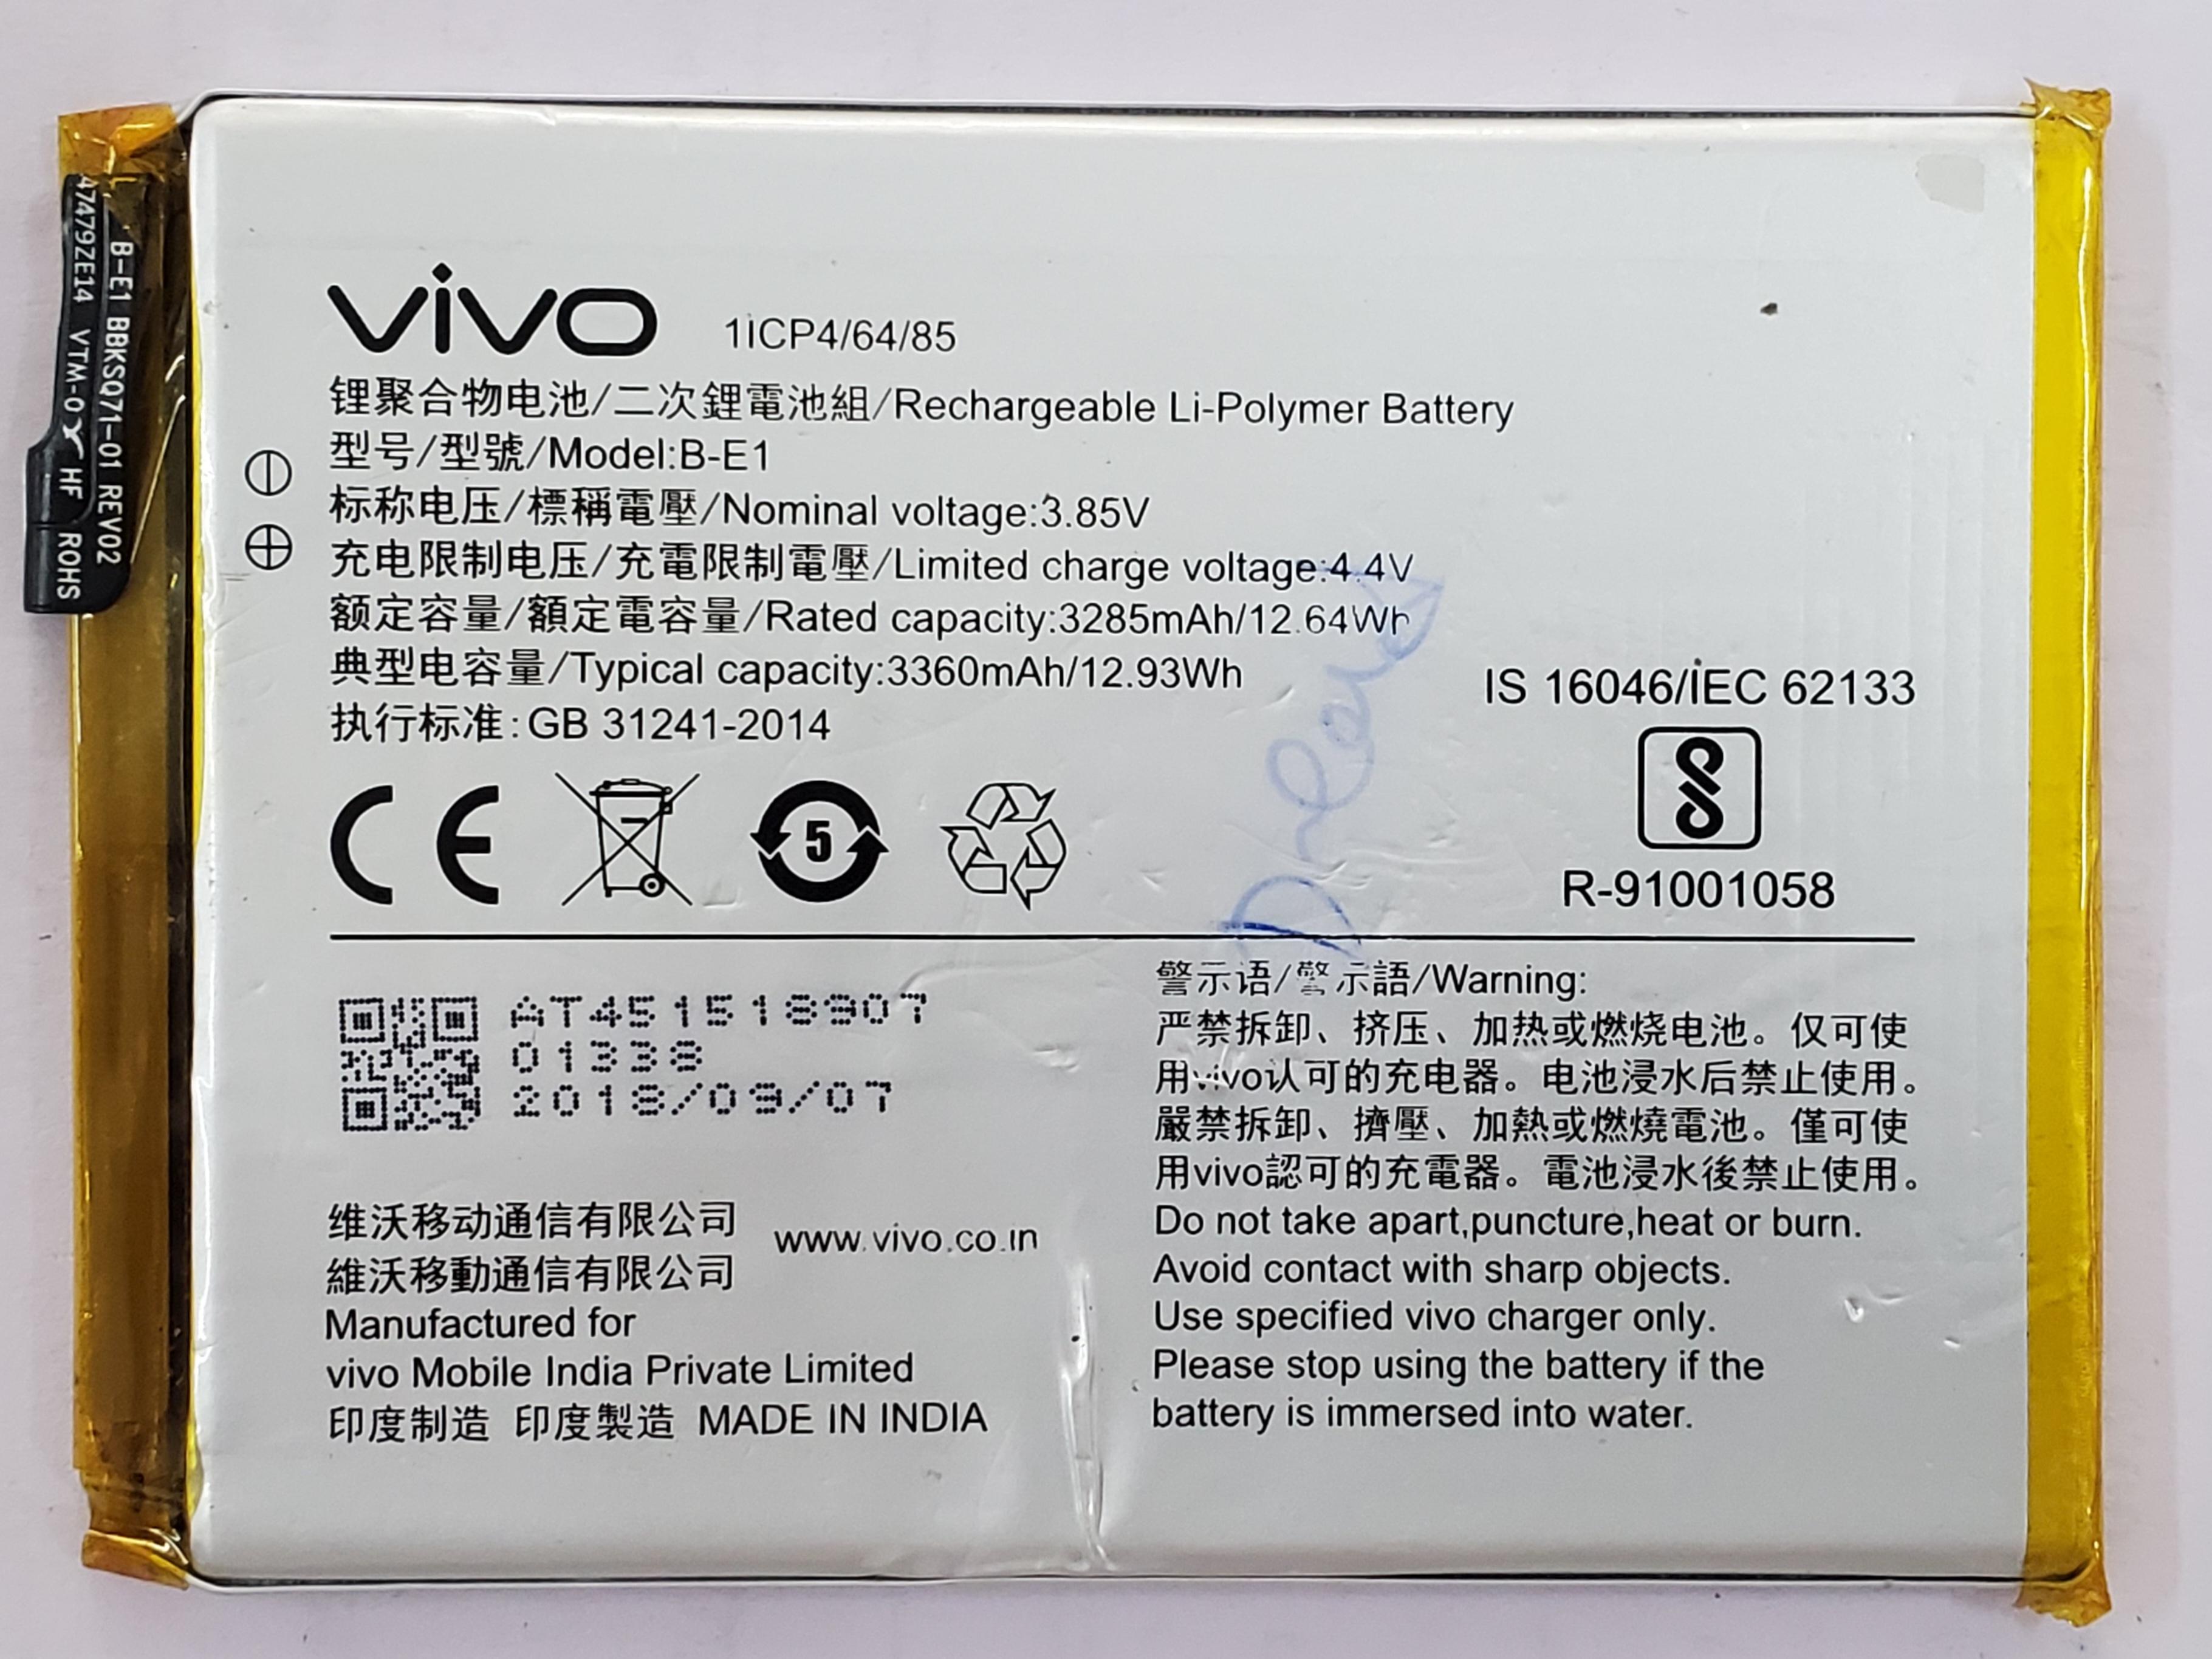 47479ZE14 VTM-0 HF ROHS
B-E1 BBKSQ71-01 REV02
vivo 1ICP4/64/85
锂聚合物电池/二次鋰電池組/Rechargeable Li-Polymer Battery
型号/型號/Model:B-E1
标称电压/標稱電壓/Nominal voltage:3.85V
充电限制电压/充電限制電壓/Limited charge voltage:4.4V
额定容量/額定電容量/Rated capacity:3285mAh/12.64Wh
典型电容量/Typical capacity:3360mAh/12.93Wh
执行标准:GB 31241-2014
IS 16046/IEC 62133
CE
5
R-91001058
AT451518907
01338
2018/09/07
维沃移动通信有限公司
維沃移動通信有限公司
www.vivo.co.in
Manufactured for
vivo Mobile India Private Limited
印度制造 印度製造 MADE IN INDIA
警示语/警示語/Warning:
严禁拆卸、挤压、加热或燃烧电池。仅可使
用vivo认可的充电器。电池浸水后禁止使用。
嚴禁拆卸、擠壓、加熱或燃燒電池。僅可使
用vivo認可的充電器。電池浸水後禁止使用。
Do not take apart,puncture,heat or burn.
Avoid contact with sharp objects.
Use specified vivo charger only.
Please stop using the battery if the
battery is immersed into water.